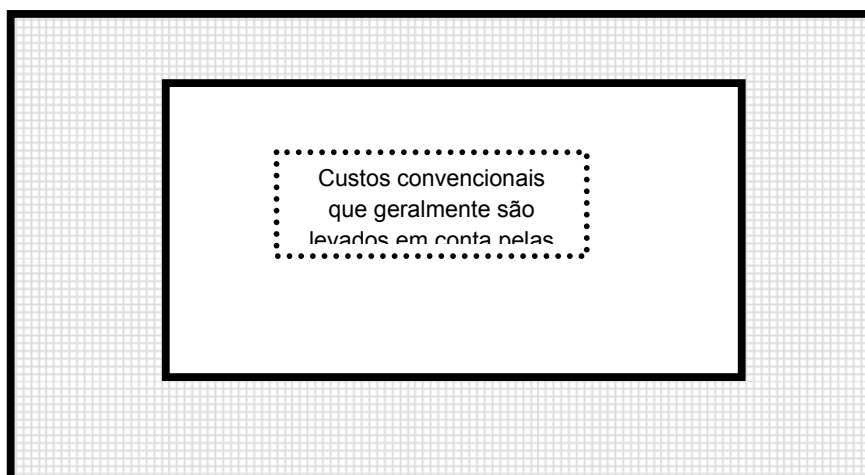 Custos convencionais
que geralmente são
levados em conta pelas